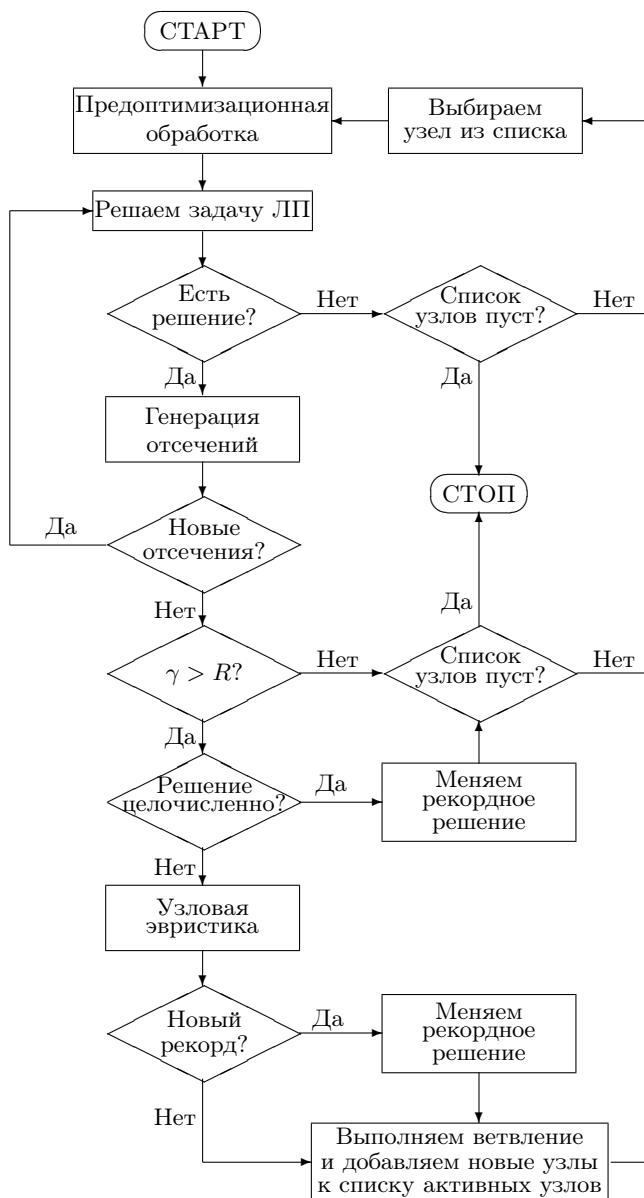 СТАРТ
Предоптимизационная
обработка
Выбираем
узел из списка
Решаем задачу ЛП
Есть
решение?
Нет
Список
узлов пуст?
Нет
Да
Да
Генерация
отсечений
СТОП
Да
Новые
отсечения?
Нет
Да
γ > R?
Нет
Список
узлов пуст?
Нет
Да
Решение
целочисленно?
Да
Меняем
рекордное
решение
Нет
Узловая
эвристика
Новый
рекорд?
Да
Меняем
рекордное
решение
Нет
Выполняем ветвление
и добавляем новые узлы
к списку активных узлов